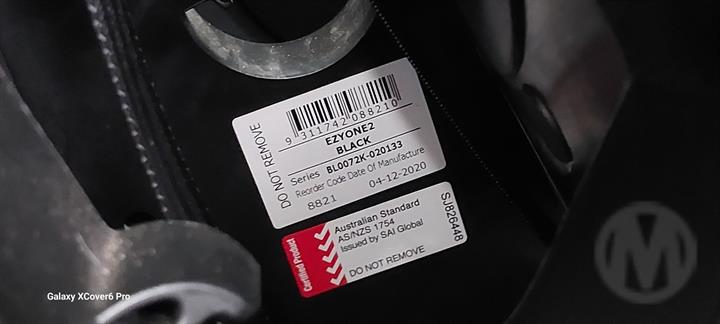 DO NOT REMOVE
9 311742 088210
EZYONE2
BLACK
Series BL0072K-020133
Reorder Code Date Of Manufacture
8821 04-12-2020
Certified Product
Australian Standard
AS/NZS 1754
Issued by SAI Global
DO NOT REMOVE
SJ826448
Galaxy XCover6 Pro
M